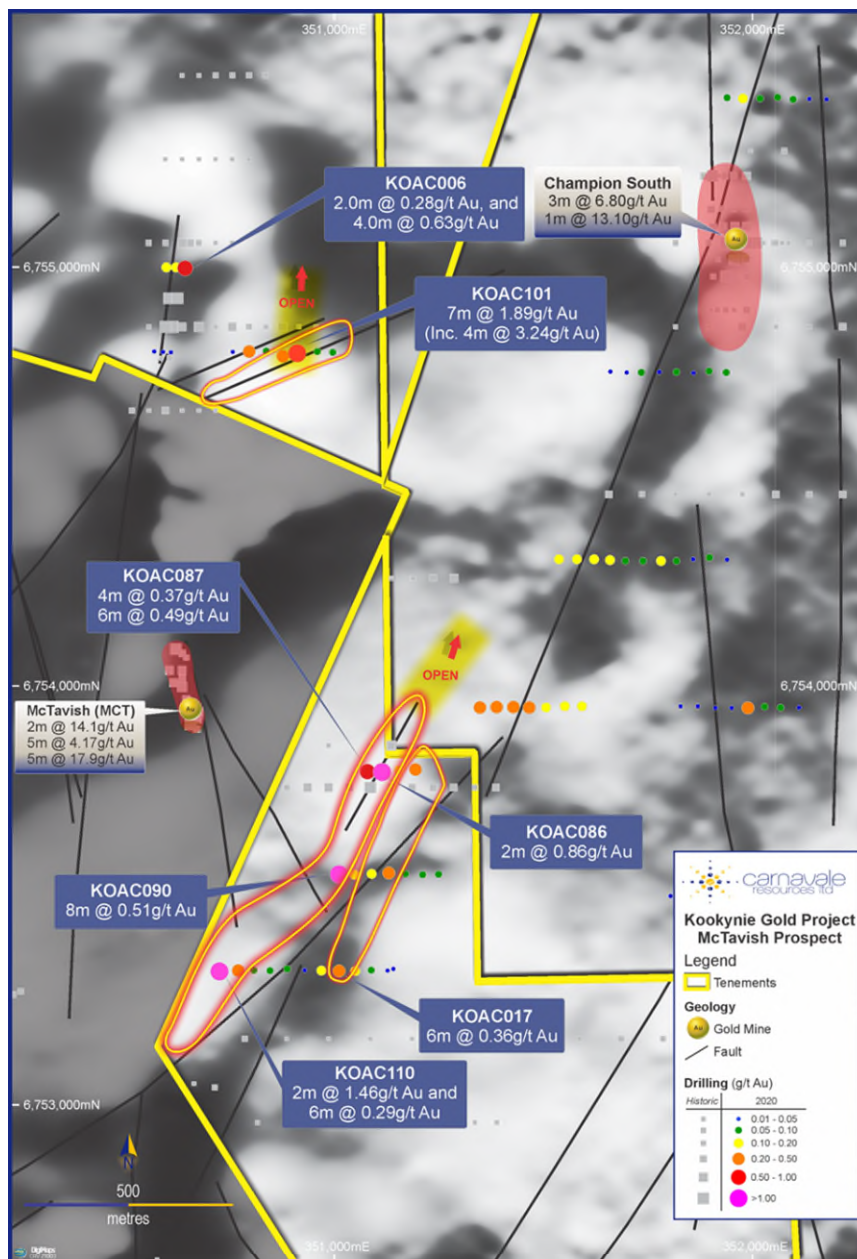 351,000mE
352,000mE
KOAC006
2.0m @ 0.28g/t Au, and
4.0m @ 0.63g/t Au
Champion South
3m @ 6.80g/t Au
1m @ 13.10g/t Au
Au
6,755,000mN
6,755,000mN
OPEN
KOAC101
7m @ 1.89g/t Au
(Inc. 4m @ 3.24g/t Au)
KOAC087
4m @ 0.37g/t Au
6m @ 0.49g/t Au
OPEN
6,754,000mN
6,754,000mN
Au
McTavish (MCT)
2m @ 14.1g/t Au
5m @ 4.17g/t Au
5m @ 17.9g/t Au
KOAC086
2m @ 0.86g/t Au
KOAC090
8m @ 0.51g/t Au
KOAC017
6m @ 0.36g/t Au
KOAC110
2m @ 1.46g/t Au and
6m @ 0.29g/t Au
6,753,000mN
N
500
metres
351,000mE
352,000mE
carnavale
resources ltd
Kookynie Gold Project
McTavish Prospect
Legend
Tenements
Geology
Au Gold Mine
Fault
Drilling (g/t Au)
Historic 2020
0.01 - 0.05
0.05 - 0.10
0.10 - 0.20
0.20 - 0.50
0.50 - 1.00
>1.00